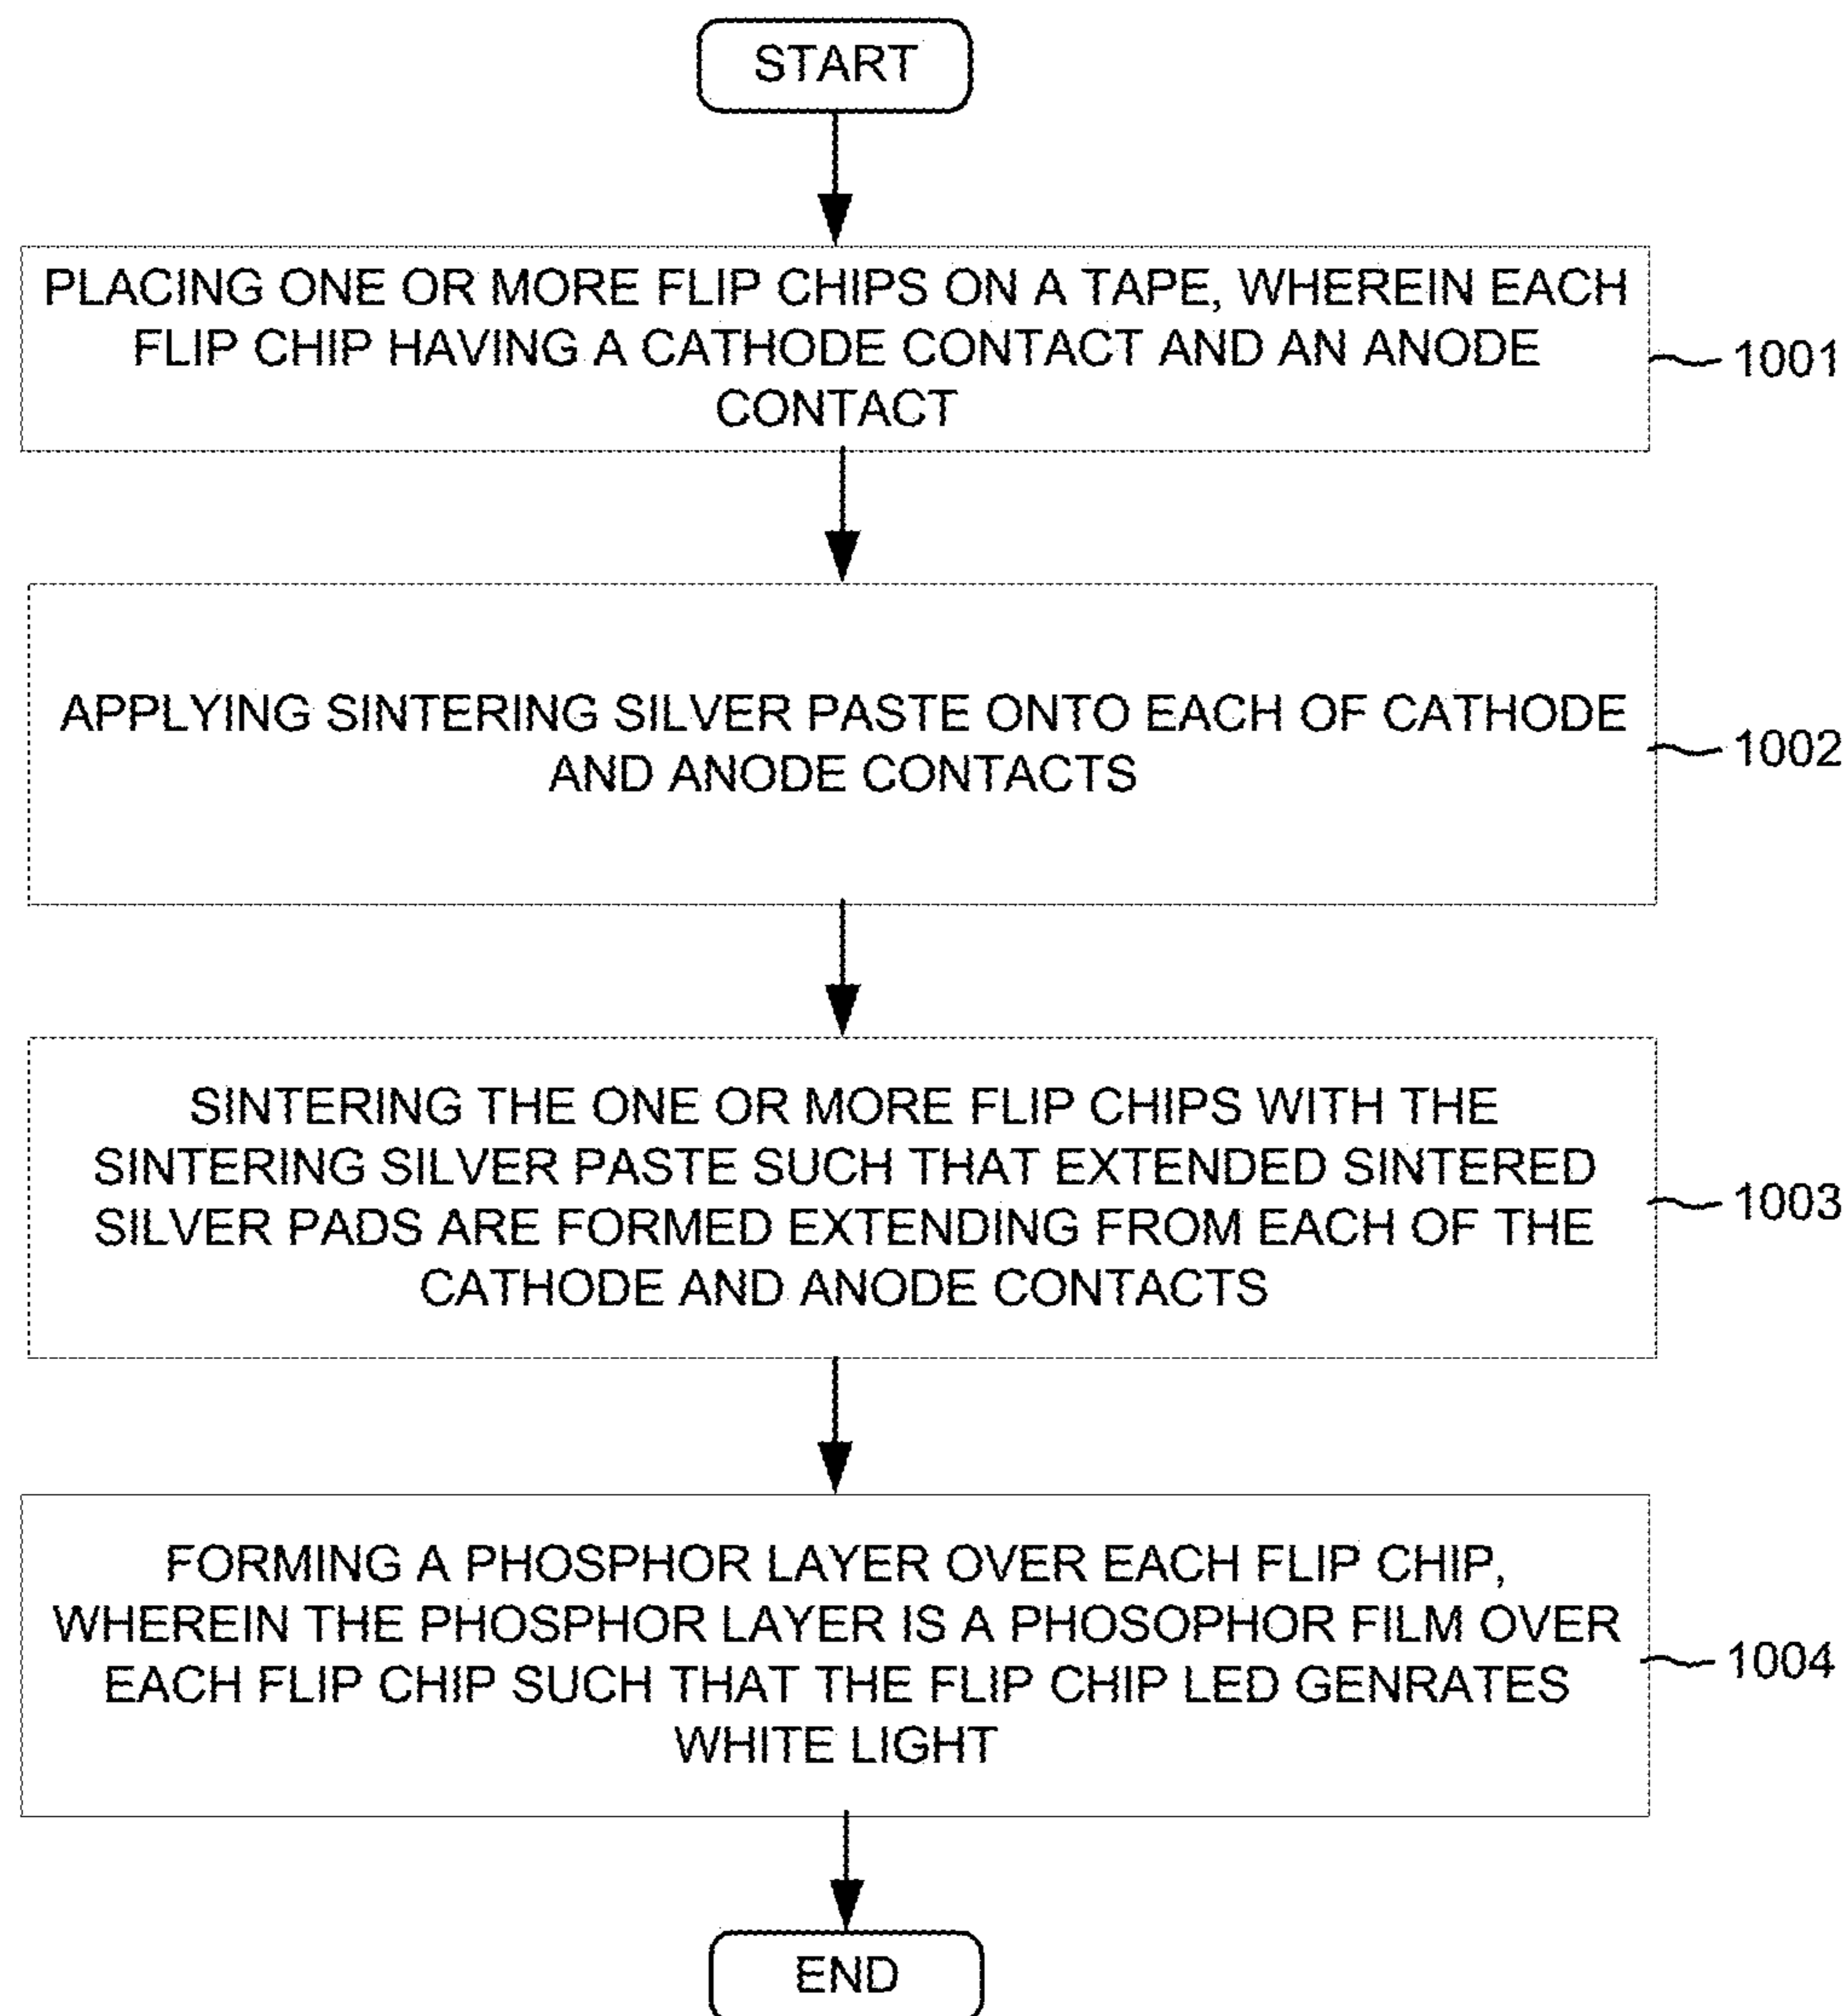 START
PLACING ONE OR MORE FLIP CHIPS ON A TAPE, WHEREIN EACH
FLIP CHIP HAVING A CATHODE CONTACT AND AN ANODE
CONTACT
1001
APPLYING SINTERING SILVER PASTE ONTO EACH OF CATHODE
AND ANODE CONTACTS
1002
SINTERING THE ONE OR MORE FLIP CHIPS WITH THE
SINTERING SILVER PASTE SUCH THAT EXTENDED SINTERED
SILVER PADS ARE FORMED EXTENDING FROM EACH OF THE
CATHODE AND ANODE CONTACTS
1003
FORMING A PHOSPHOR LAYER OVER EACH FLIP CHIP,
WHEREIN THE PHOSPHOR LAYER IS A PHOSOPHOR FILM OVER
EACH FLIP CHIP SUCH THAT THE FLIP CHIP LED GENRATES
WHITE LIGHT
1004
END